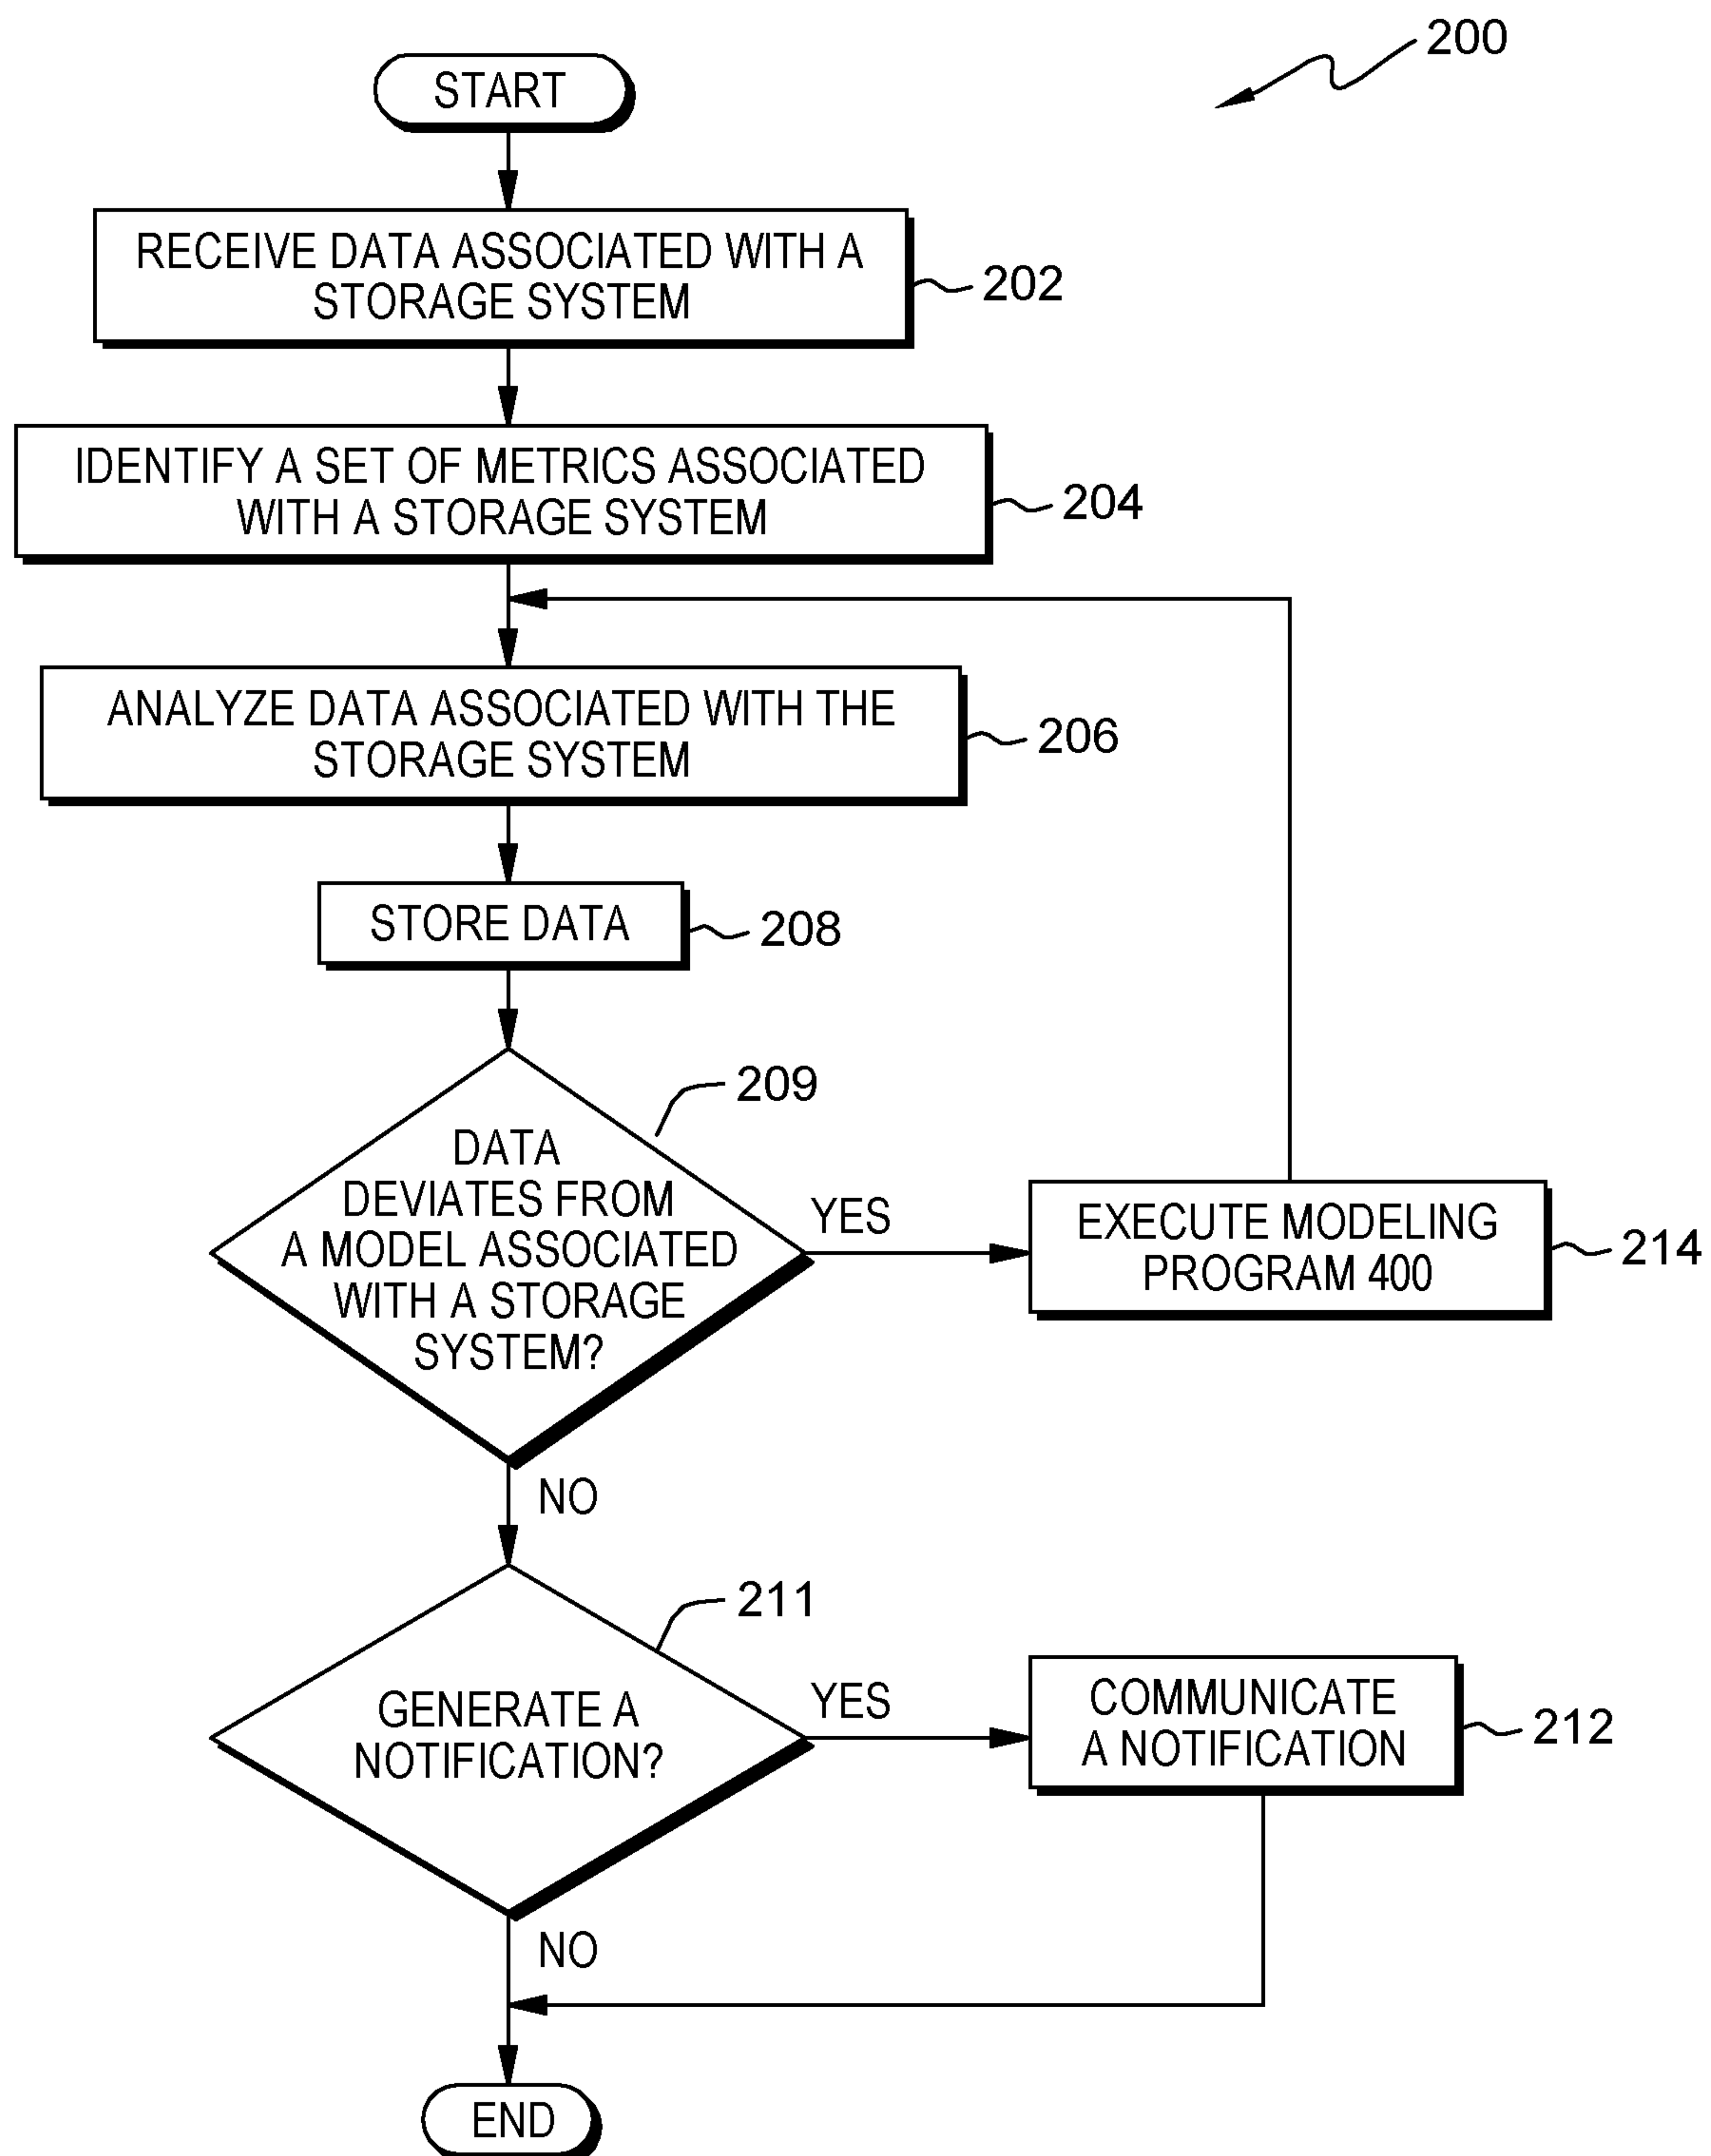 200
START
RECEIVE DATA ASSOCIATED WITH A
STORAGE SYSTEM
202
IDENTIFY A SET OF METRICS ASSOCIATED
WITH A STORAGE SYSTEM
204
ANALYZE DATA ASSOCIATED WITH THE
STORAGE SYSTEM
206
STORE DATA
208
209
DATA
DEVIATES FROM
A MODEL ASSOCIATED
WITH A STORAGE
SYSTEM?
YES
EXECUTE MODELING
PROGRAM 400
214
NO
211
GENERATE A
NOTIFICATION?
YES
COMMUNICATE
A NOTIFICATION
212
NO
END